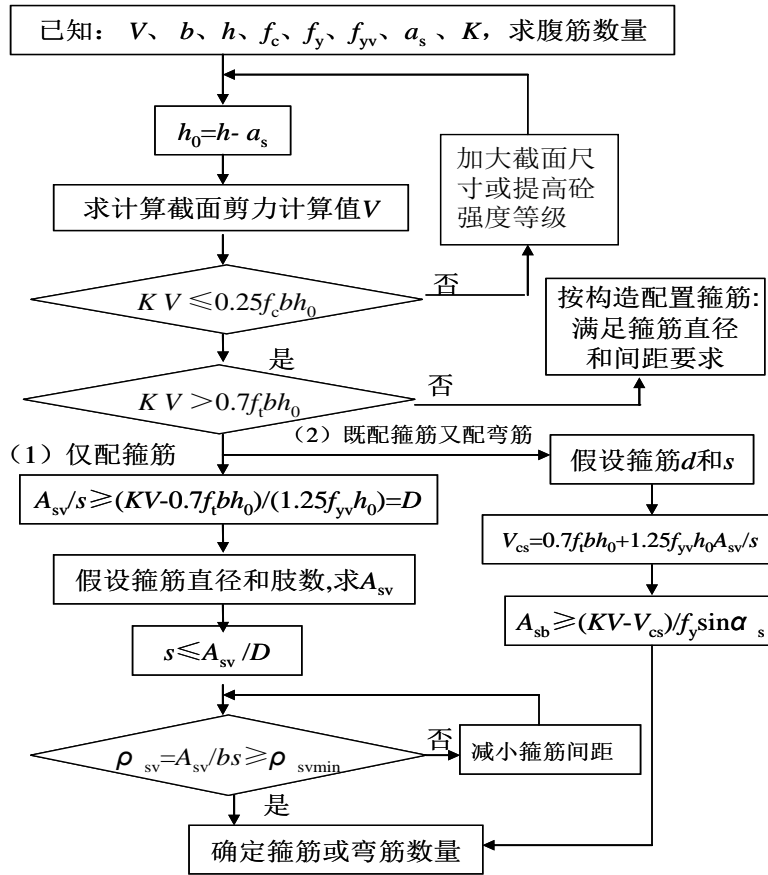 已知： V、 b、 h、 fc、 fy、 fyv、 as 、 K，求腹筋数量
h0=h- as
求计算截面剪力计算值V
加大截面尺
寸或提高砼
强度等级
K V ≤0.25fcbh0
否
是
按构造配置箍筋:
满足箍筋直径
和间距要求
K V ＞0.7ftbh0
否
（1）仅配箍筋
（2）既配箍筋又配弯筋
假设箍筋d和s
Asv/s≥(KV-0.7ftbh0)/(1.25fyvh0)=D
Vcs=0.7ftbh0+1.25fyvh0Asv/s
假设箍筋直径和肢数,求Asv
Asb≥(KV-Vcs)/fysinα s
s≤Asv /D
ρ sv=Asv/bs≥ρ svmin
否
减小箍筋间距
是
确定箍筋或弯筋数量